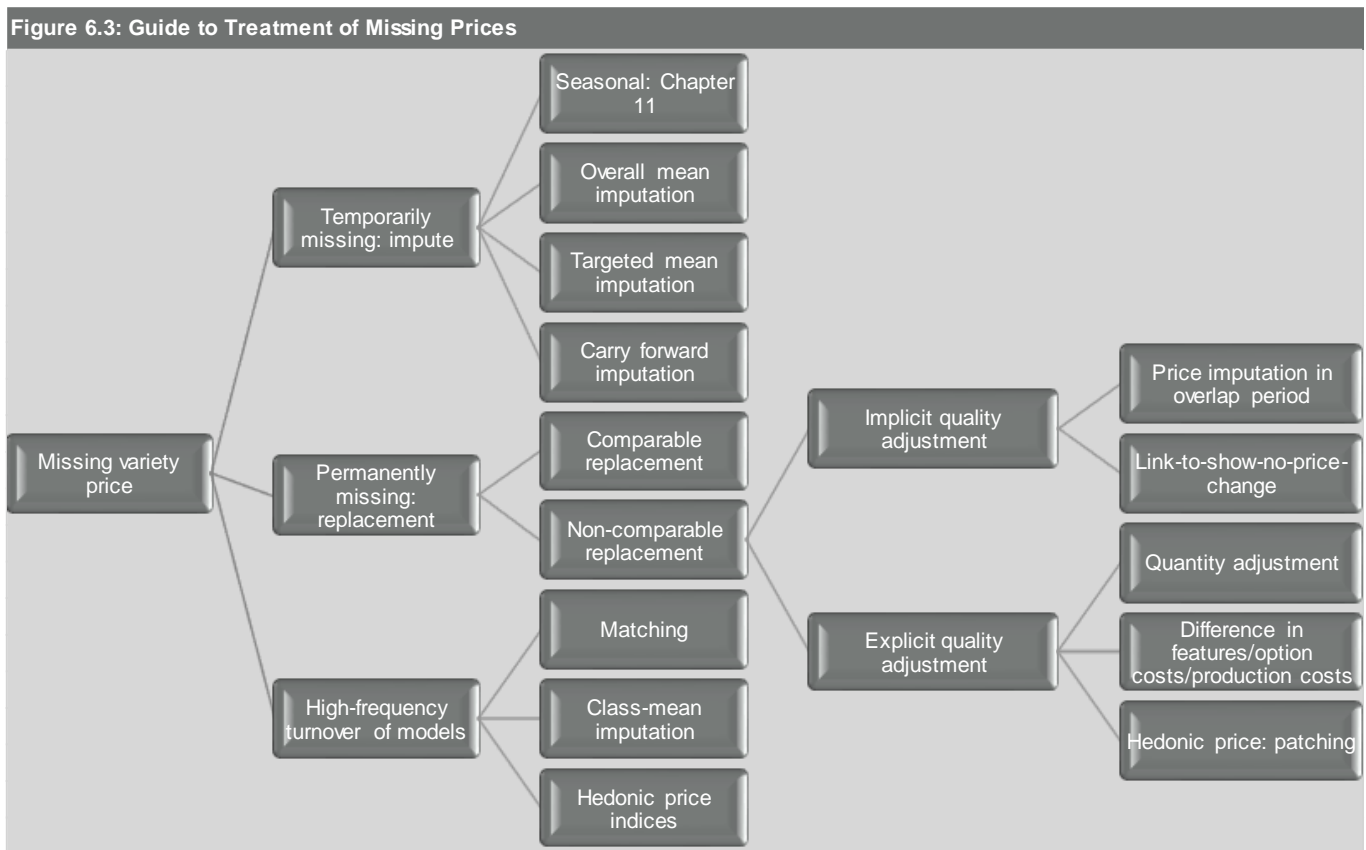 Figure 6.3: Guide to Treatment of Missing Prices
Missing variety
price
Temporarily
missing: impute
Seasonal: Chapter
11
Overall mean
imputation
Targeted mean
imputation
Carry forward
imputation
Permanently
missing:
replacement
Comparable
replacement
Non-comparable
replacement
Implicit quality
adjustment
Price imputation in
overlap period
Link-to-show-no-price-
change
Explicit quality
adjustment
Quantity adjustment
Difference in
features/option
costs/production costs
Hedonic price: patching
High-frequency
turnover of models
Matching
Class-mean
imputation
Hedonic price
indices